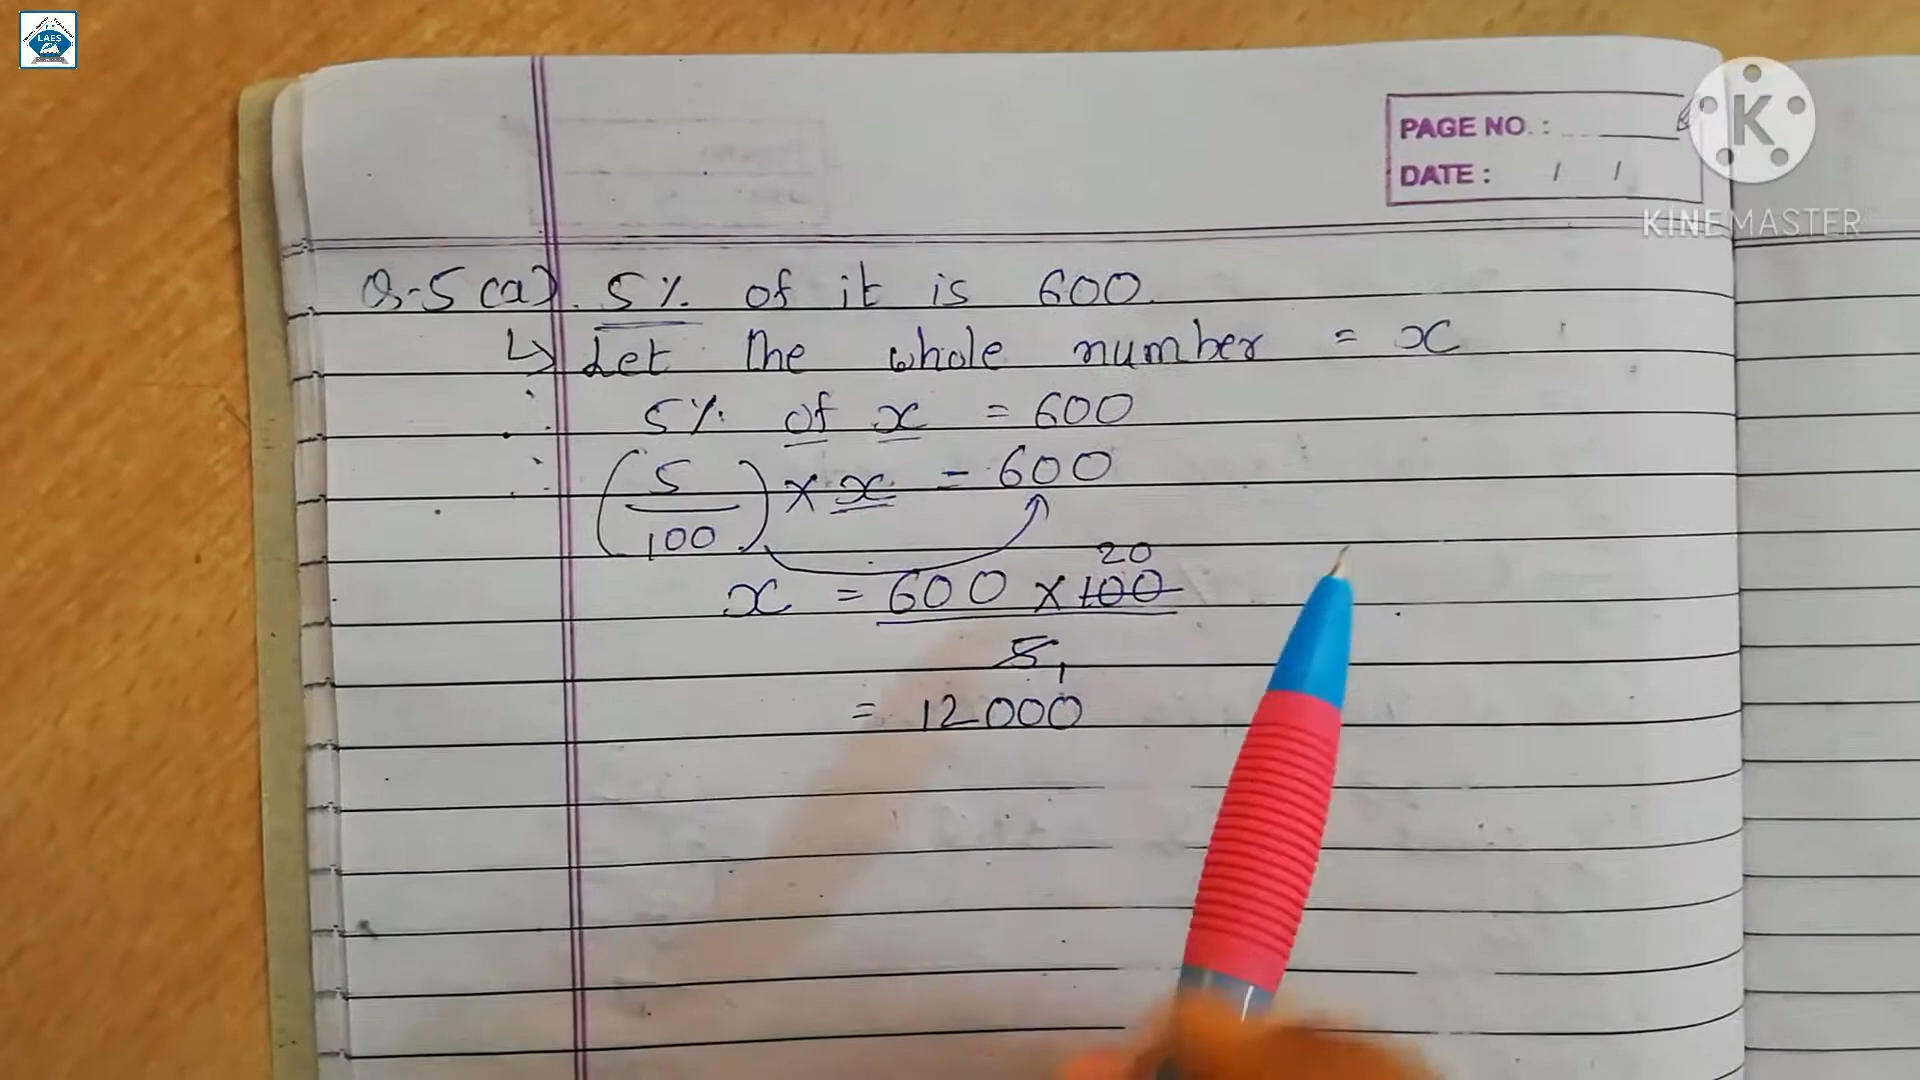 LAES
PAGE NO. :
DATE : / /
K
KINEMASTER
Q-5 (a). 5% of it is 600.
↳ Let the whole number = x
5% of x = 600
(5/100) × x = 600
20
x = 600 × 100
5 1
= 12000